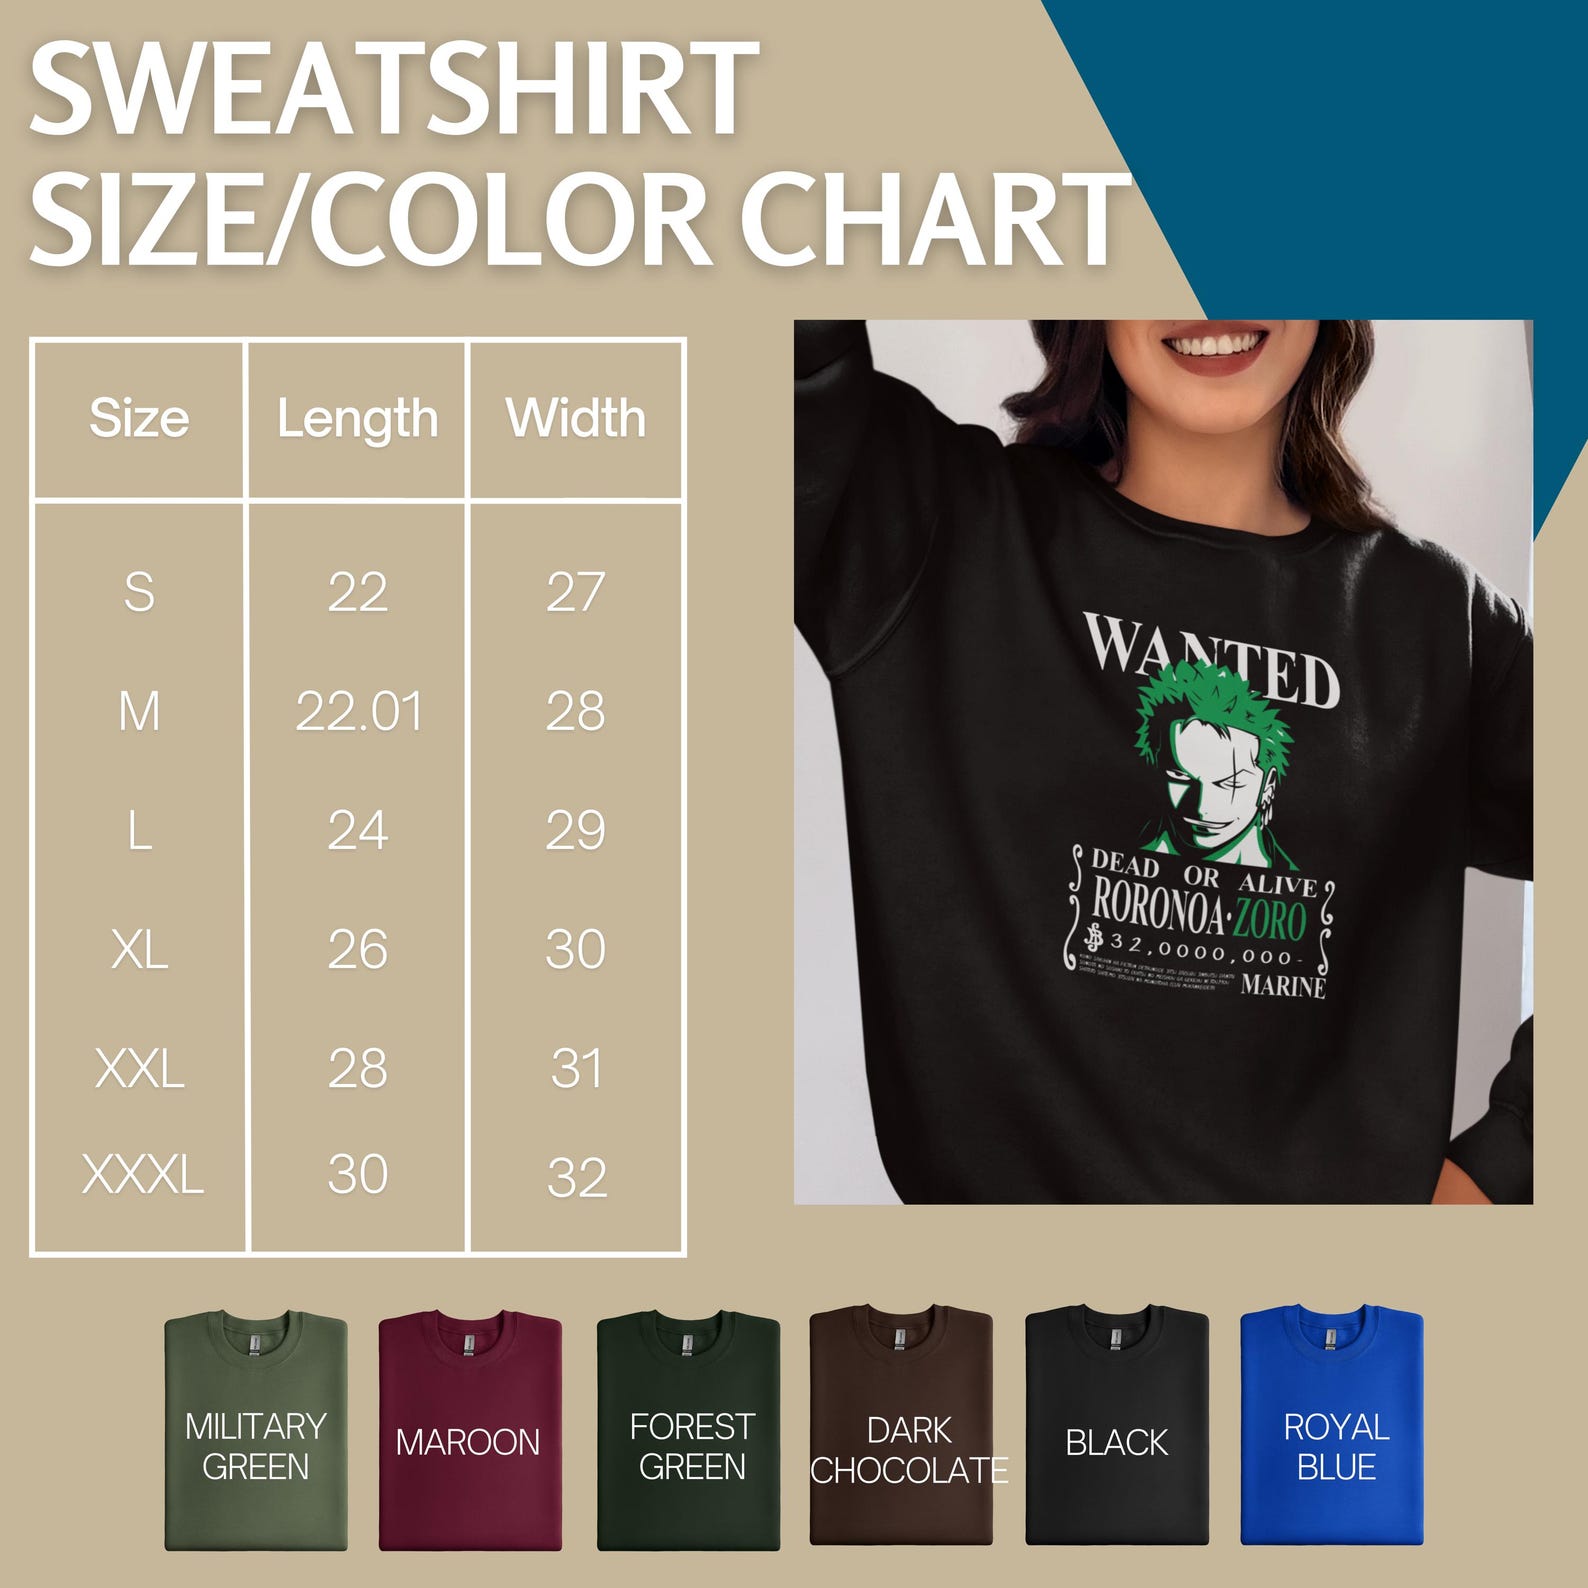 SWEATSHIRT
SIZE/COLOR CHART
Size Length Width
S 22 27
M 22.01 28
L 24 29
XL 26 30
XXL 28 31
XXXL 30 32
WANTED
DEAD OR ALIVE
RORONOA·ZORO
32,0000,000-
MARINE
MILITARY
GREEN
MAROON
FOREST
GREEN
DARK
CHOCOLATE
BLACK
ROYAL
BLUE